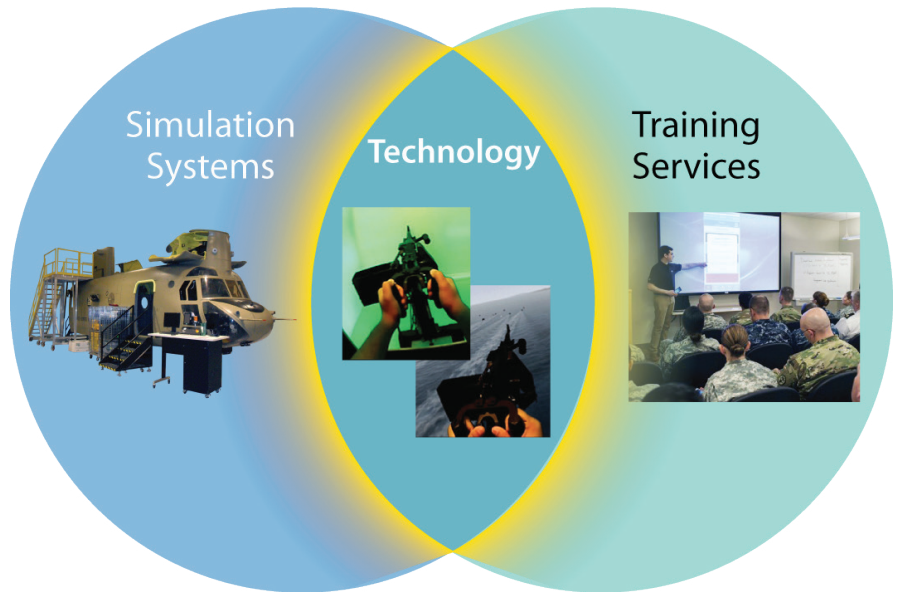 Simulation
Systems
Technology
Training
Services